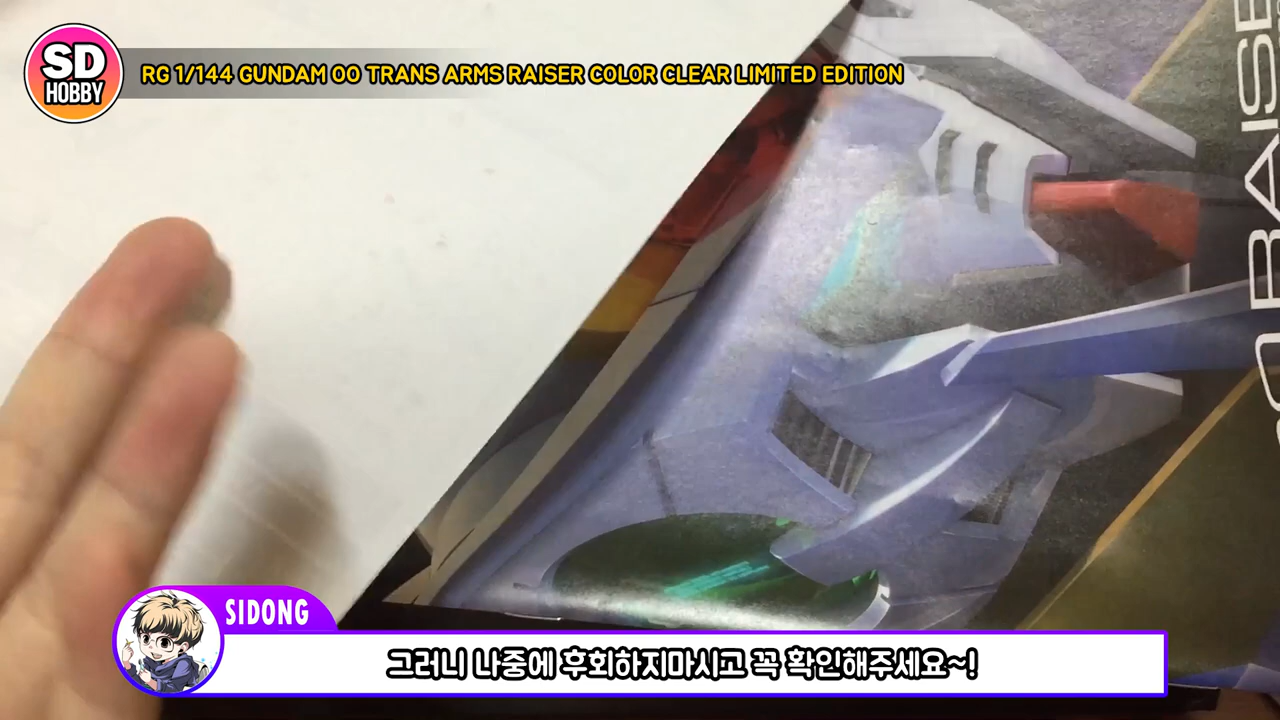 SD
HOBBY
RG 1/144 GUNDAM OO TRANS ARMS RAISER COLOR CLEAR LIMITED EDITION
SIDONG
그러니 나중에 후회하지마시고 꼭 확인해주세요~!